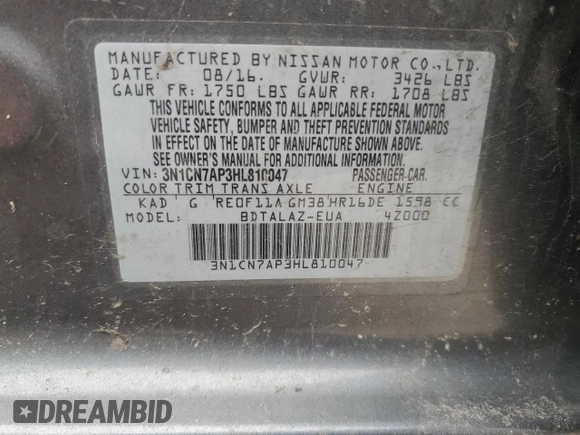 MANUFACTURED BY NISSAN MOTOR CO.,LTD.
DATE: 08/16. GVWR: 3426 LBS
GAWR FR: 1750 LBS GAWR RR: 1708 LBS
THIS VEHICLE CONFORMS TO ALL APPLICABLE FEDERAL MOTOR
VEHICLE SAFETY, BUMPER AND THEFT PREVENTION STANDARDS
IN EFFECT ON THE DATE OF MANUFACTURE SHOWN ABOVE.
SEE OWNER'S MANUAL FOR ADDITIONAL INFORMATION.
VIN: 3N1CN7AP3HL810047 PASSENGER-CAR.
COLOR TRIM TRANS AXLE ENGINE
KAD G RE0F11A GM38 HR16DE 1598 CC
MODEL: BDTALAZ-EUA 4Z000
3N1CN7AP3HL810047
DREAMBID